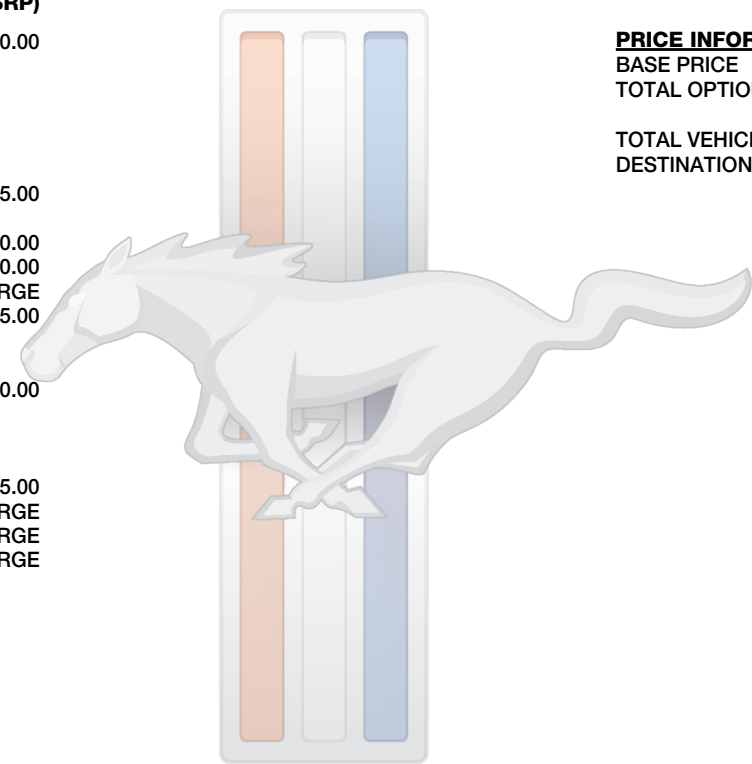 SRP)
0.00
5.00
0.00
0.00
RGE
5.00
0.00
5.00
RGE
RGE
RGE
PRICE INFOR
BASE PRICE
TOTAL OPTION
TOTAL VEHICL
DESTINATION